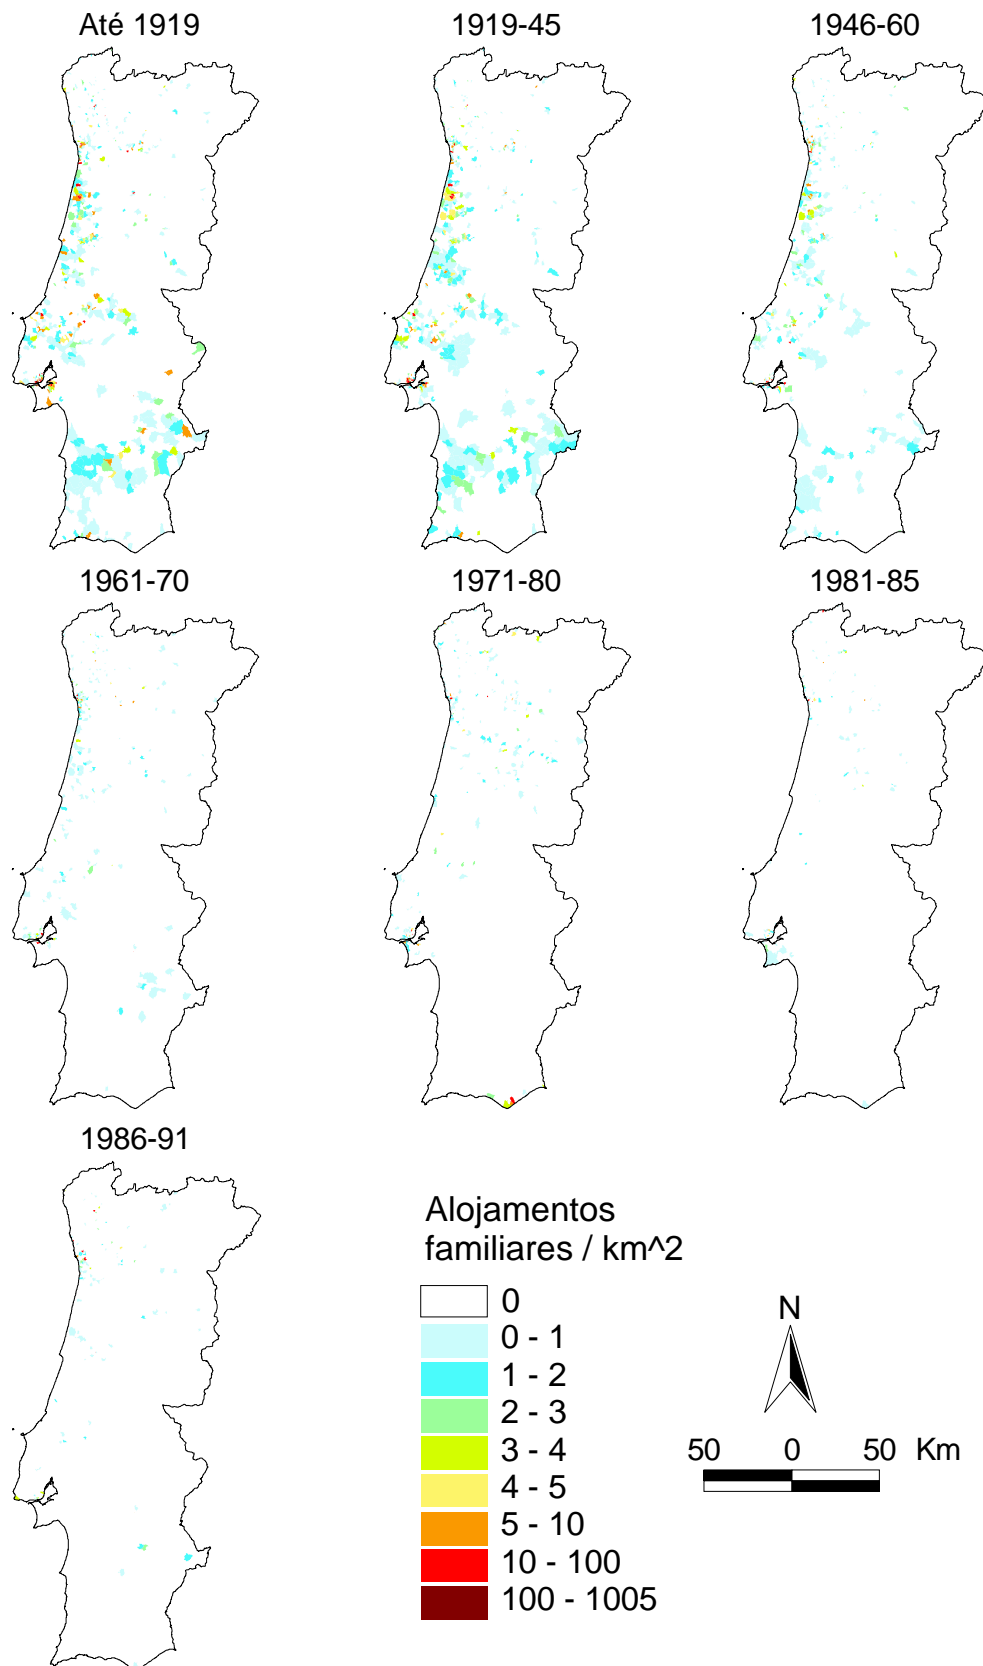 Até 1919
1919-45
1946-60
1961-70
1971-80
1981-85
1986-91
Alojamentos
familiares / km^2
0
0 - 1
1 - 2
2 - 3
3 - 4
4 - 5
5 - 10
10 - 100
100 - 1005
N
50 0 50 Km